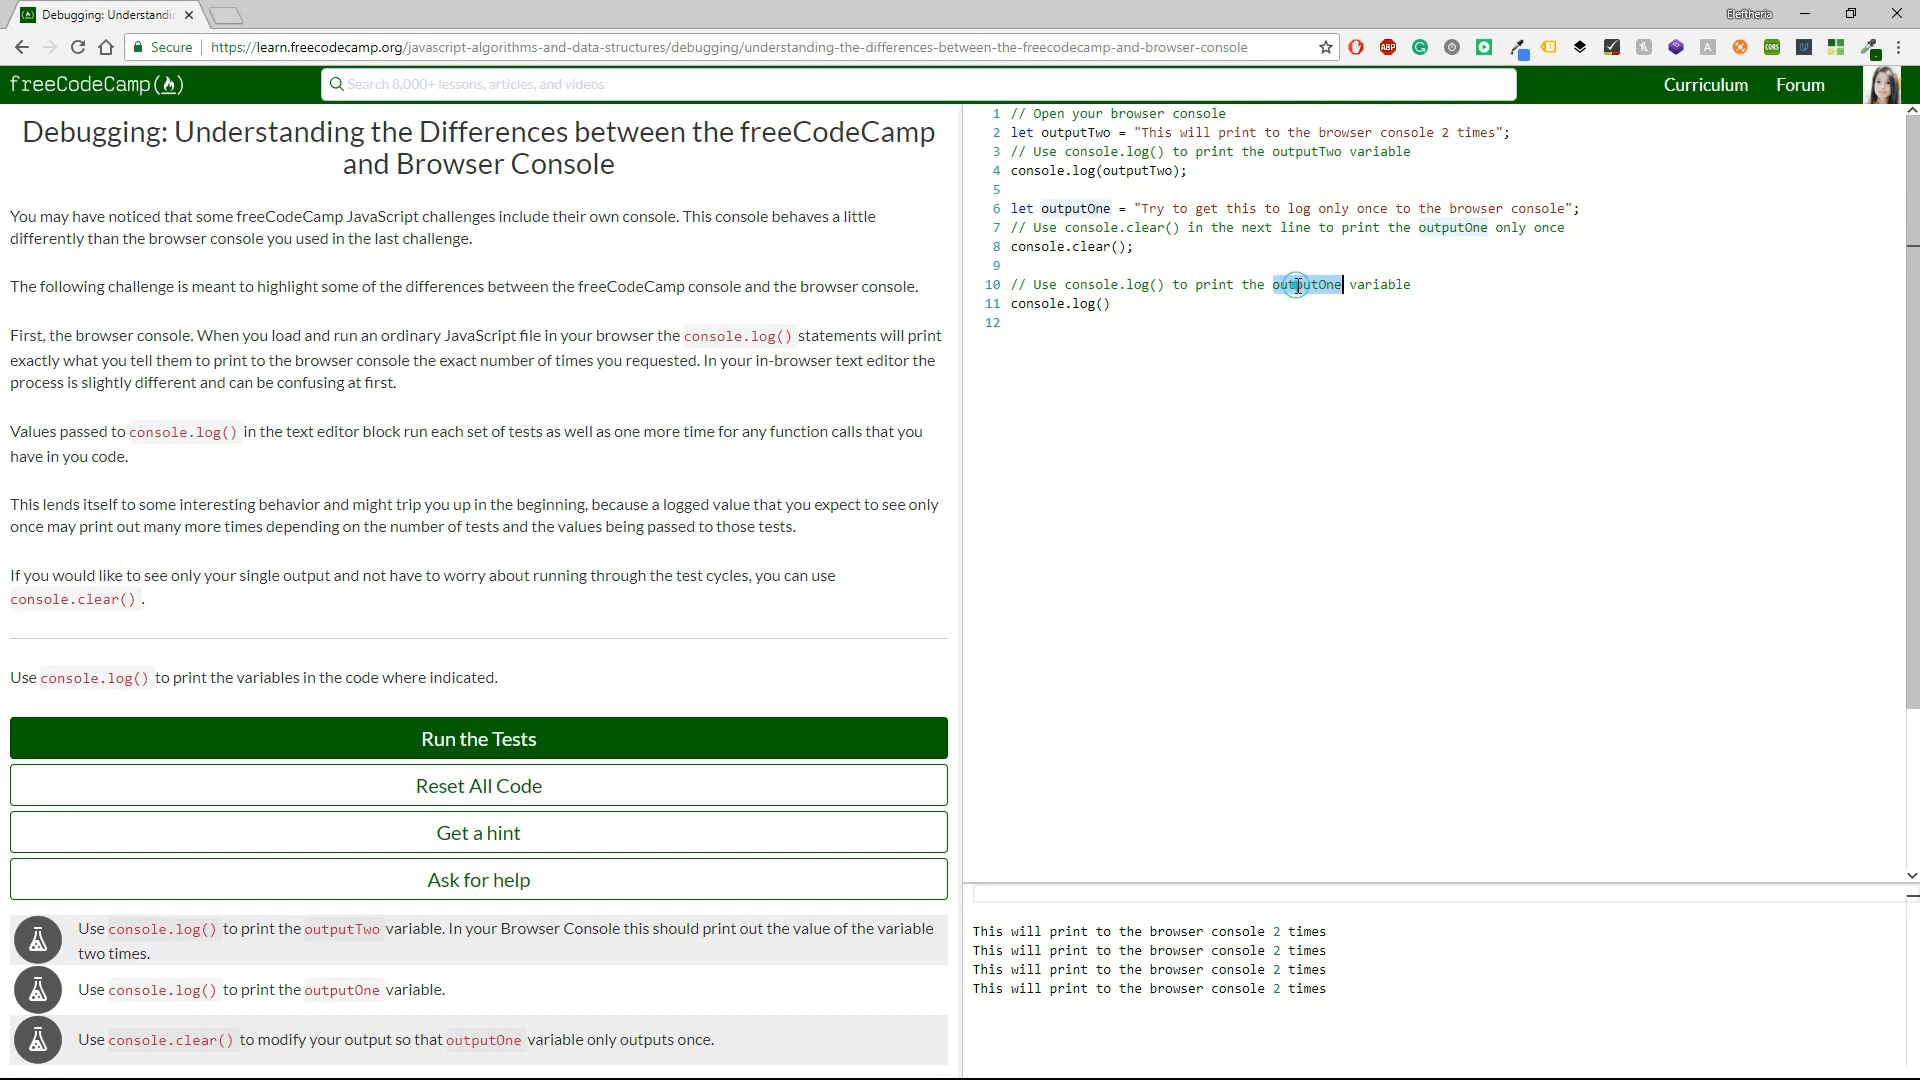 Debugging: Understandi
Eleftheria
Secure
https://learn.freecodecamp.org/javascript-algorithms-and-data-structures/debugging/understanding-the-differences-between-the-freecodecamp-and-browser-console
ABP
CORS
freeCodeCamp
Search 8,000+ lessons, articles, and videos
Curriculum
Forum
Debugging: Understanding the Differences between the freeCodeCamp
and Browser Console
You may have noticed that some freeCodeCamp JavaScript challenges include their own console. This console behaves a little
differently than the browser console you used in the last challenge.
The following challenge is meant to highlight some of the differences between the freeCodeCamp console and the browser console.
First, the browser console. When you load and run an ordinary JavaScript file in your browser the console.log() statements will print
exactly what you tell them to print to the browser console the exact number of times you requested. In your in-browser text editor the
process is slightly different and can be confusing at first.
Values passed to console.log() in the text editor block run each set of tests as well as one more time for any function calls that you
have in you code.
This lends itself to some interesting behavior and might trip you up in the beginning, because a logged value that you expect to see only
once may print out many more times depending on the number of tests and the values being passed to those tests.
If you would like to see only your single output and not have to worry about running through the test cycles, you can use
console.clear() .
Use console.log() to print the variables in the code where indicated.
Run the Tests
Reset All Code
Get a hint
Ask for help
Use console.log() to print the outputTwo variable. In your Browser Console this should print out the value of the variable
two times.
Use console.log() to print the outputOne variable.
Use console.clear() to modify your output so that outputOne variable only outputs once.
1 // Open your browser console
2 let outputTwo = "This will print to the browser console 2 times";
3 // Use console.log() to print the outputTwo variable
4 console.log(outputTwo);
5
6 let outputOne = "Try to get this to log only once to the browser console";
7 // Use console.clear() in the next line to print the outputOne only once
8 console.clear();
9
10 // Use console.log() to print the outputOne variable
11 console.log()
12
This will print to the browser console 2 times
This will print to the browser console 2 times
This will print to the browser console 2 times
This will print to the browser console 2 times